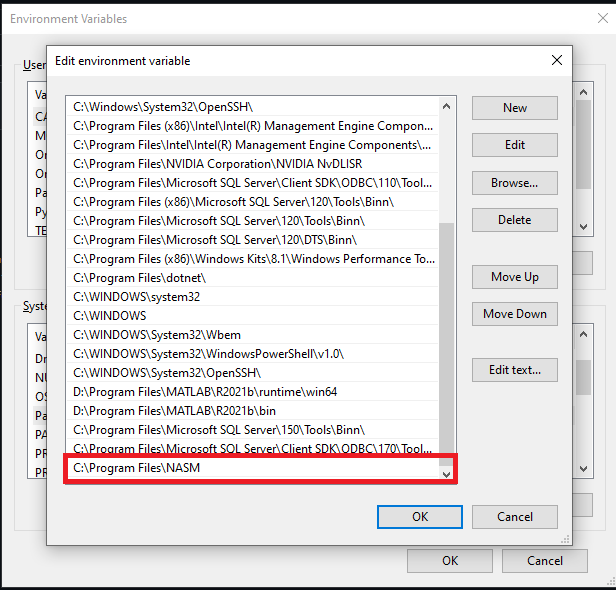 Environment Variables
Edit environment variable
User
Va
CA
M
On
On
Pa
Py
TE
C:\Windows\System32\OpenSSH\
C:\Program Files (x86)\Intel\Intel(R) Management Engine Compon...
C:\Program Files\Intel\Intel(R) Management Engine Components\...
C:\Program Files\NVIDIA Corporation\NVIDIA NvDLISR
C:\Program Files\Microsoft SQL Server\Client SDK\ODBC\110\Tool...
C:\Program Files (x86)\Microsoft SQL Server\120\Tools\Binn\
C:\Program Files\Microsoft SQL Server\120\Tools\Binn\
C:\Program Files\Microsoft SQL Server\120\DTS\Binn\
C:\Program Files (x86)\Windows Kits\8.1\Windows Performance To...
C:\Program Files\dotnet\
C:\WINDOWS\system32
C:\WINDOWS
C:\WINDOWS\System32\Wbem
C:\WINDOWS\System32\WindowsPowerShell\v1.0\
C:\WINDOWS\System32\OpenSSH\
D:\Program Files\MATLAB\R2021b\runtime\win64
D:\Program Files\MATLAB\R2021b\bin
C:\Program Files\Microsoft SQL Server\150\Tools\Binn\
C:\Program Files\Microsoft SQL Server\Client SDK\ODBC\170\Tool...
C:\Program Files\NASM
New
Edit
Browse...
Delete
Move Up
Move Down
Edit text...
OK
Cancel
Syste
Va
Dr
NU
OS
Pa
PA
PR
PR
OK
Cancel